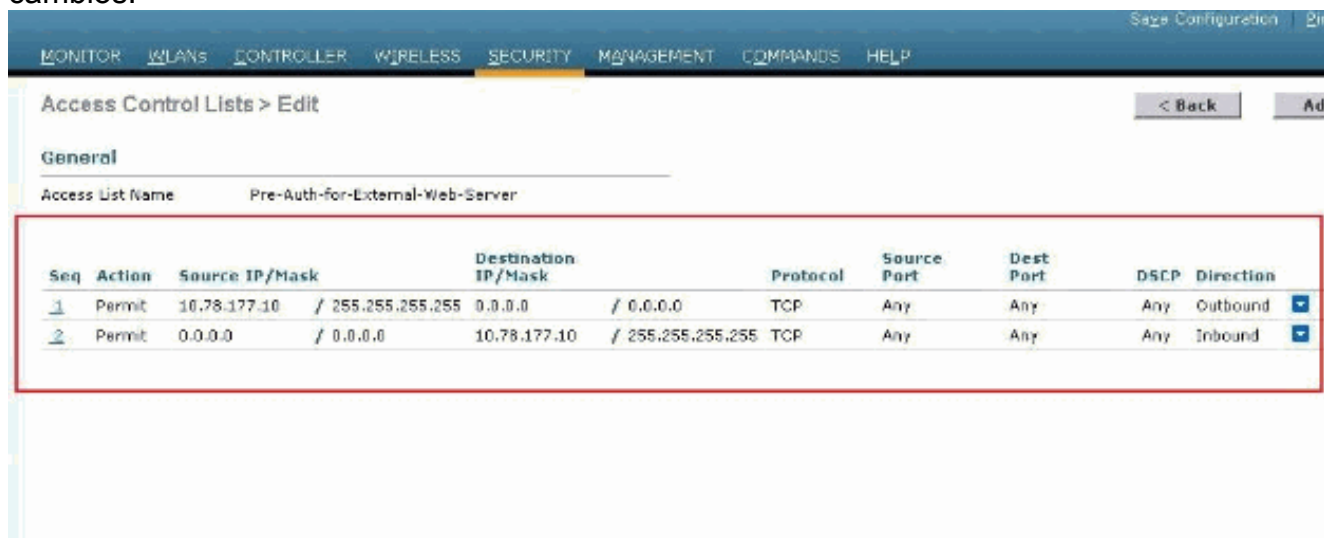 cambios.
Save Configuration
MONITOR WLANs CONTROLLER WIRELESS SECURITY MANAGEMENT COMMANDS HELP
Access Control Lists > Edit
< Back
General
Access List Name Pre-Auth-for-External-Web-Server
Seq Action Source IP/Mask Destination IP/Mask Protocol Source Port Dest Port DSCP Direction
1 Permit 10.78.177.10 / 255.255.255.255 0.0.0.0 / 0.0.0.0 TCP Any Any Any Outbound
2 Permit 0.0.0.0 / 0.0.0.0 10.78.177.10 / 255.255.255.255 TCP Any Any Any Inbound